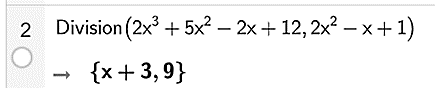 2 Division(2x³ + 5x² − 2x + 12, 2x² − x + 1)
→ {x + 3, 9}